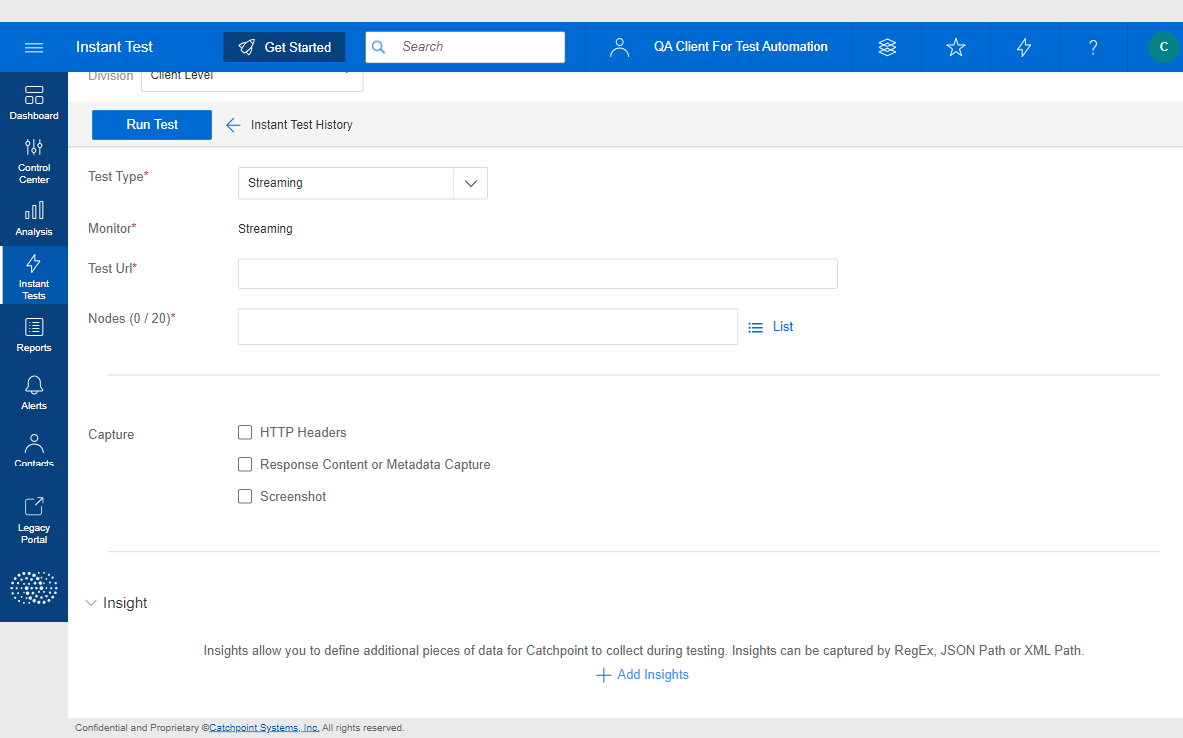 Instant Test
Get Started
Search
QA Client For Test Automation
?
C
Division
Client Level
Dashboard
Control
Center
Analysis
Instant
Tests
Reports
Alerts
Contacts
Legacy
Portal
Run Test
Instant Test History
Test Type*
Streaming
Monitor*
Streaming
Test Url*
Nodes (0 / 20)*
List
Capture
HTTP Headers
Response Content or Metadata Capture
Screenshot
Insight
Insights allow you to define additional pieces of data for Catchpoint to collect during testing. Insights can be captured by RegEx, JSON Path or XML Path.
Add Insights
Confidential and Proprietary ©Catchpoint Systems, Inc. All rights reserved.